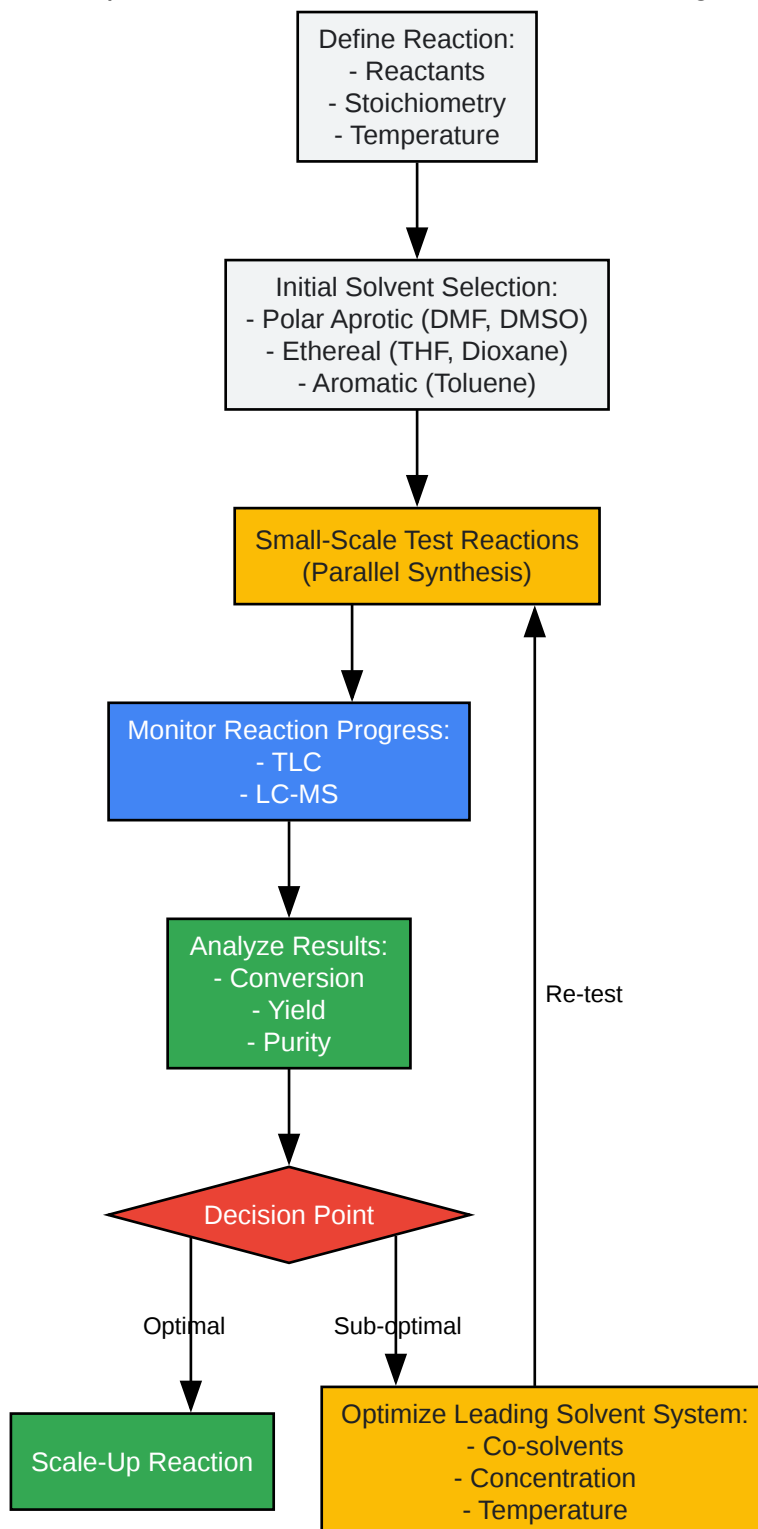 Define Reaction:
- Reactants
- Stoichiometry
- Temperature
Initial Solvent Selection:
- Polar Aprotic (DMF, DMSO)
- Ethereal (THF, Dioxane)
- Aromatic (Toluene)
Small-Scale Test Reactions
(Parallel Synthesis)
Monitor Reaction Progress:
- TLC
- LC-MS
Analyze Results:
- Conversion
- Yield
- Purity
Re-test
Decision Point
Optimal
Sub-optimal
Scale-Up Reaction
Optimize Leading Solvent System:
- Co-solvents
- Concentration
- Temperature